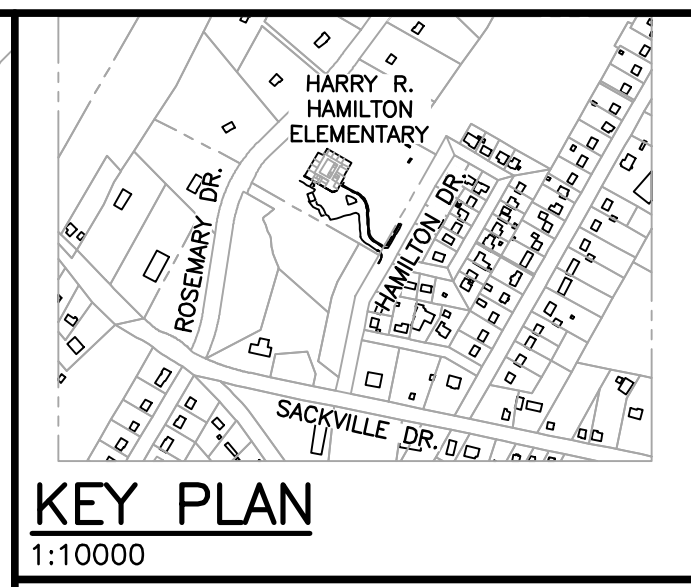 HARRY R.
HAMILTON
ELEMENTARY
ROSEMARY DR.
HAMILTON DR.
SACKVILLE DR.
KEY PLAN
1:10000